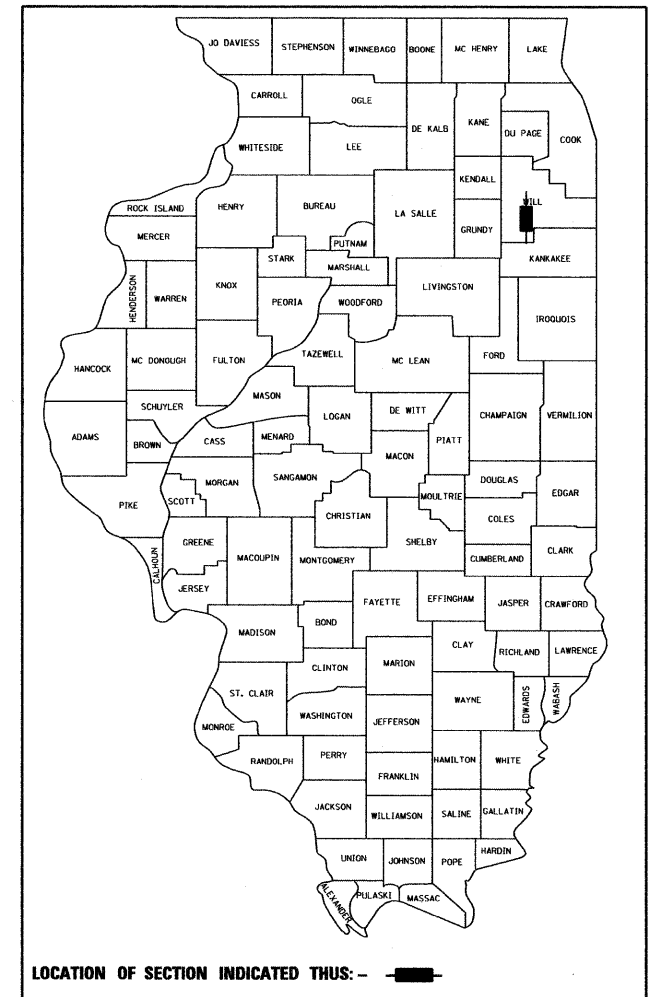 JO DAVIESS
STEPHENSON
WINNEBAGO
BOONE
MC HENRY
LAKE
CARROLL
OGLE
DE KALB
KANE
DU PAGE
COOK
WHITESIDE
LEE
KENDALL
WILL
ROCK ISLAND
HENRY
BUREAU
LA SALLE
GRUNDY
MERCER
PUTNAM
STARK
MARSHALL
KANKAKEE
HENDERSON
WARREN
KNOX
PEORIA
WOODFORD
LIVINGSTON
IROQUOIS
HANCOCK
MC DONOUGH
FULTON
TAZEWELL
MC LEAN
FORD
SCHUYLER
MASON
LOGAN
DE WITT
CHAMPAIGN
VERMILION
ADAMS
BROWN
CASS
MENARD
MACON
PIATT
PIKE
SCOTT
MORGAN
SANGAMON
CHRISTIAN
MOULTRIE
DOUGLAS
EDGAR
COLES
GREENE
MACOUPIN
MONTGOMERY
SHELBY
CUMBERLAND
CLARK
CALHOUN
JERSEY
FAYETTE
EFFINGHAM
JASPER
CRAWFORD
MADISON
BOND
CLAY
RICHLAND
LAWRENCE
CLINTON
MARION
ST. CLAIR
WAYNE
EDWARDS
WABASH
MONROE
WASHINGTON
JEFFERSON
RANDOLPH
PERRY
HAMILTON
WHITE
FRANKLIN
JACKSON
WILLIAMSON
SALINE
GALLATIN
UNION
JOHNSON
POPE
HARDIN
ALEXANDER
PULASKI
MASSAC
LOCATION OF SECTION INDICATED THUS: –